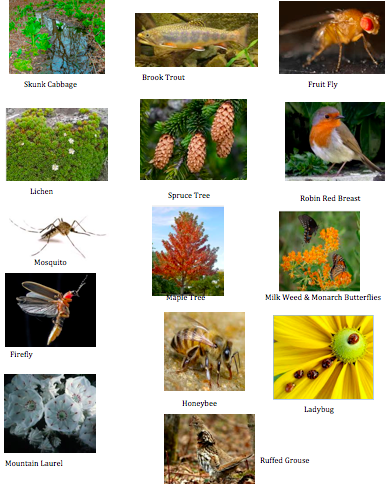 Skunk Cabbage
Brook Trout
Fruit Fly
Lichen
Spruce Tree
Robin Red Breast
Mosquito
Maple Tree
Milk Weed & Monarch Butterflies
Firefly
Honeybee
Ladybug
Mountain Laurel
Ruffed Grouse